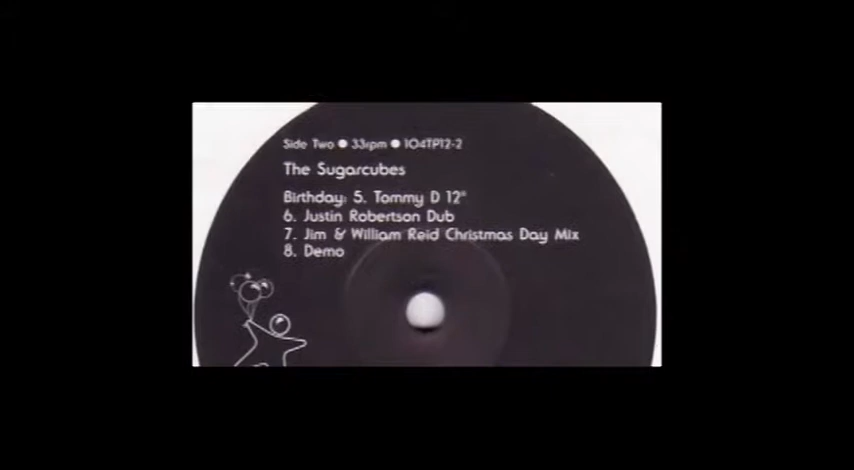 Side Two ● 33rpm ● 104TP12-2
The Sugarcubes
Birthday: 5. Tommy D 12"
6. Justin Robertson Dub
7. Jim & William Reid Christmas Day Mix
8. Demo